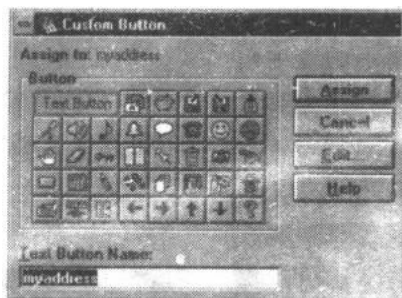 Custom Button
Assign to: myaddress
Button
Text Button
Assign
Cancel
Edit...
Help
Text Button Name:
myaddress